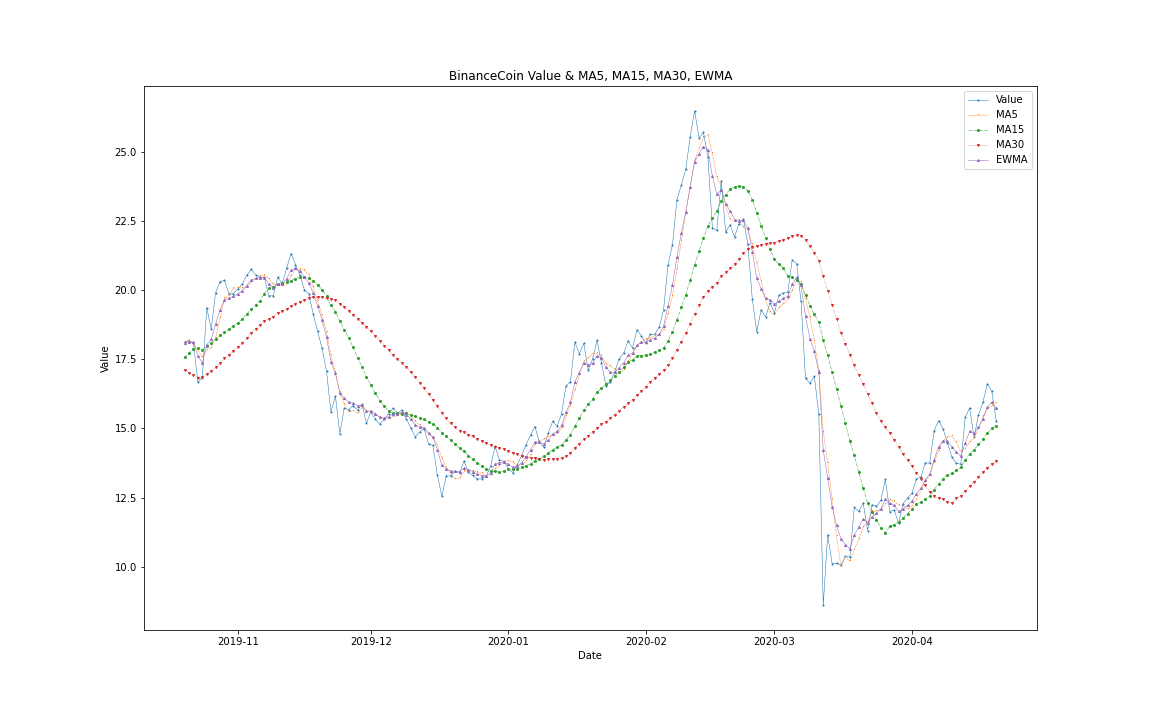 BinanceCoin Value & MA5, MA15, MA30, EWMA
Value
MA5
MA15
MA30
EWMA
25.0
22.5
20.0
17.5
15.0
12.5
10.0
Value
2019-11
2019-12
2020-01
2020-02
2020-03
2020-04
Date